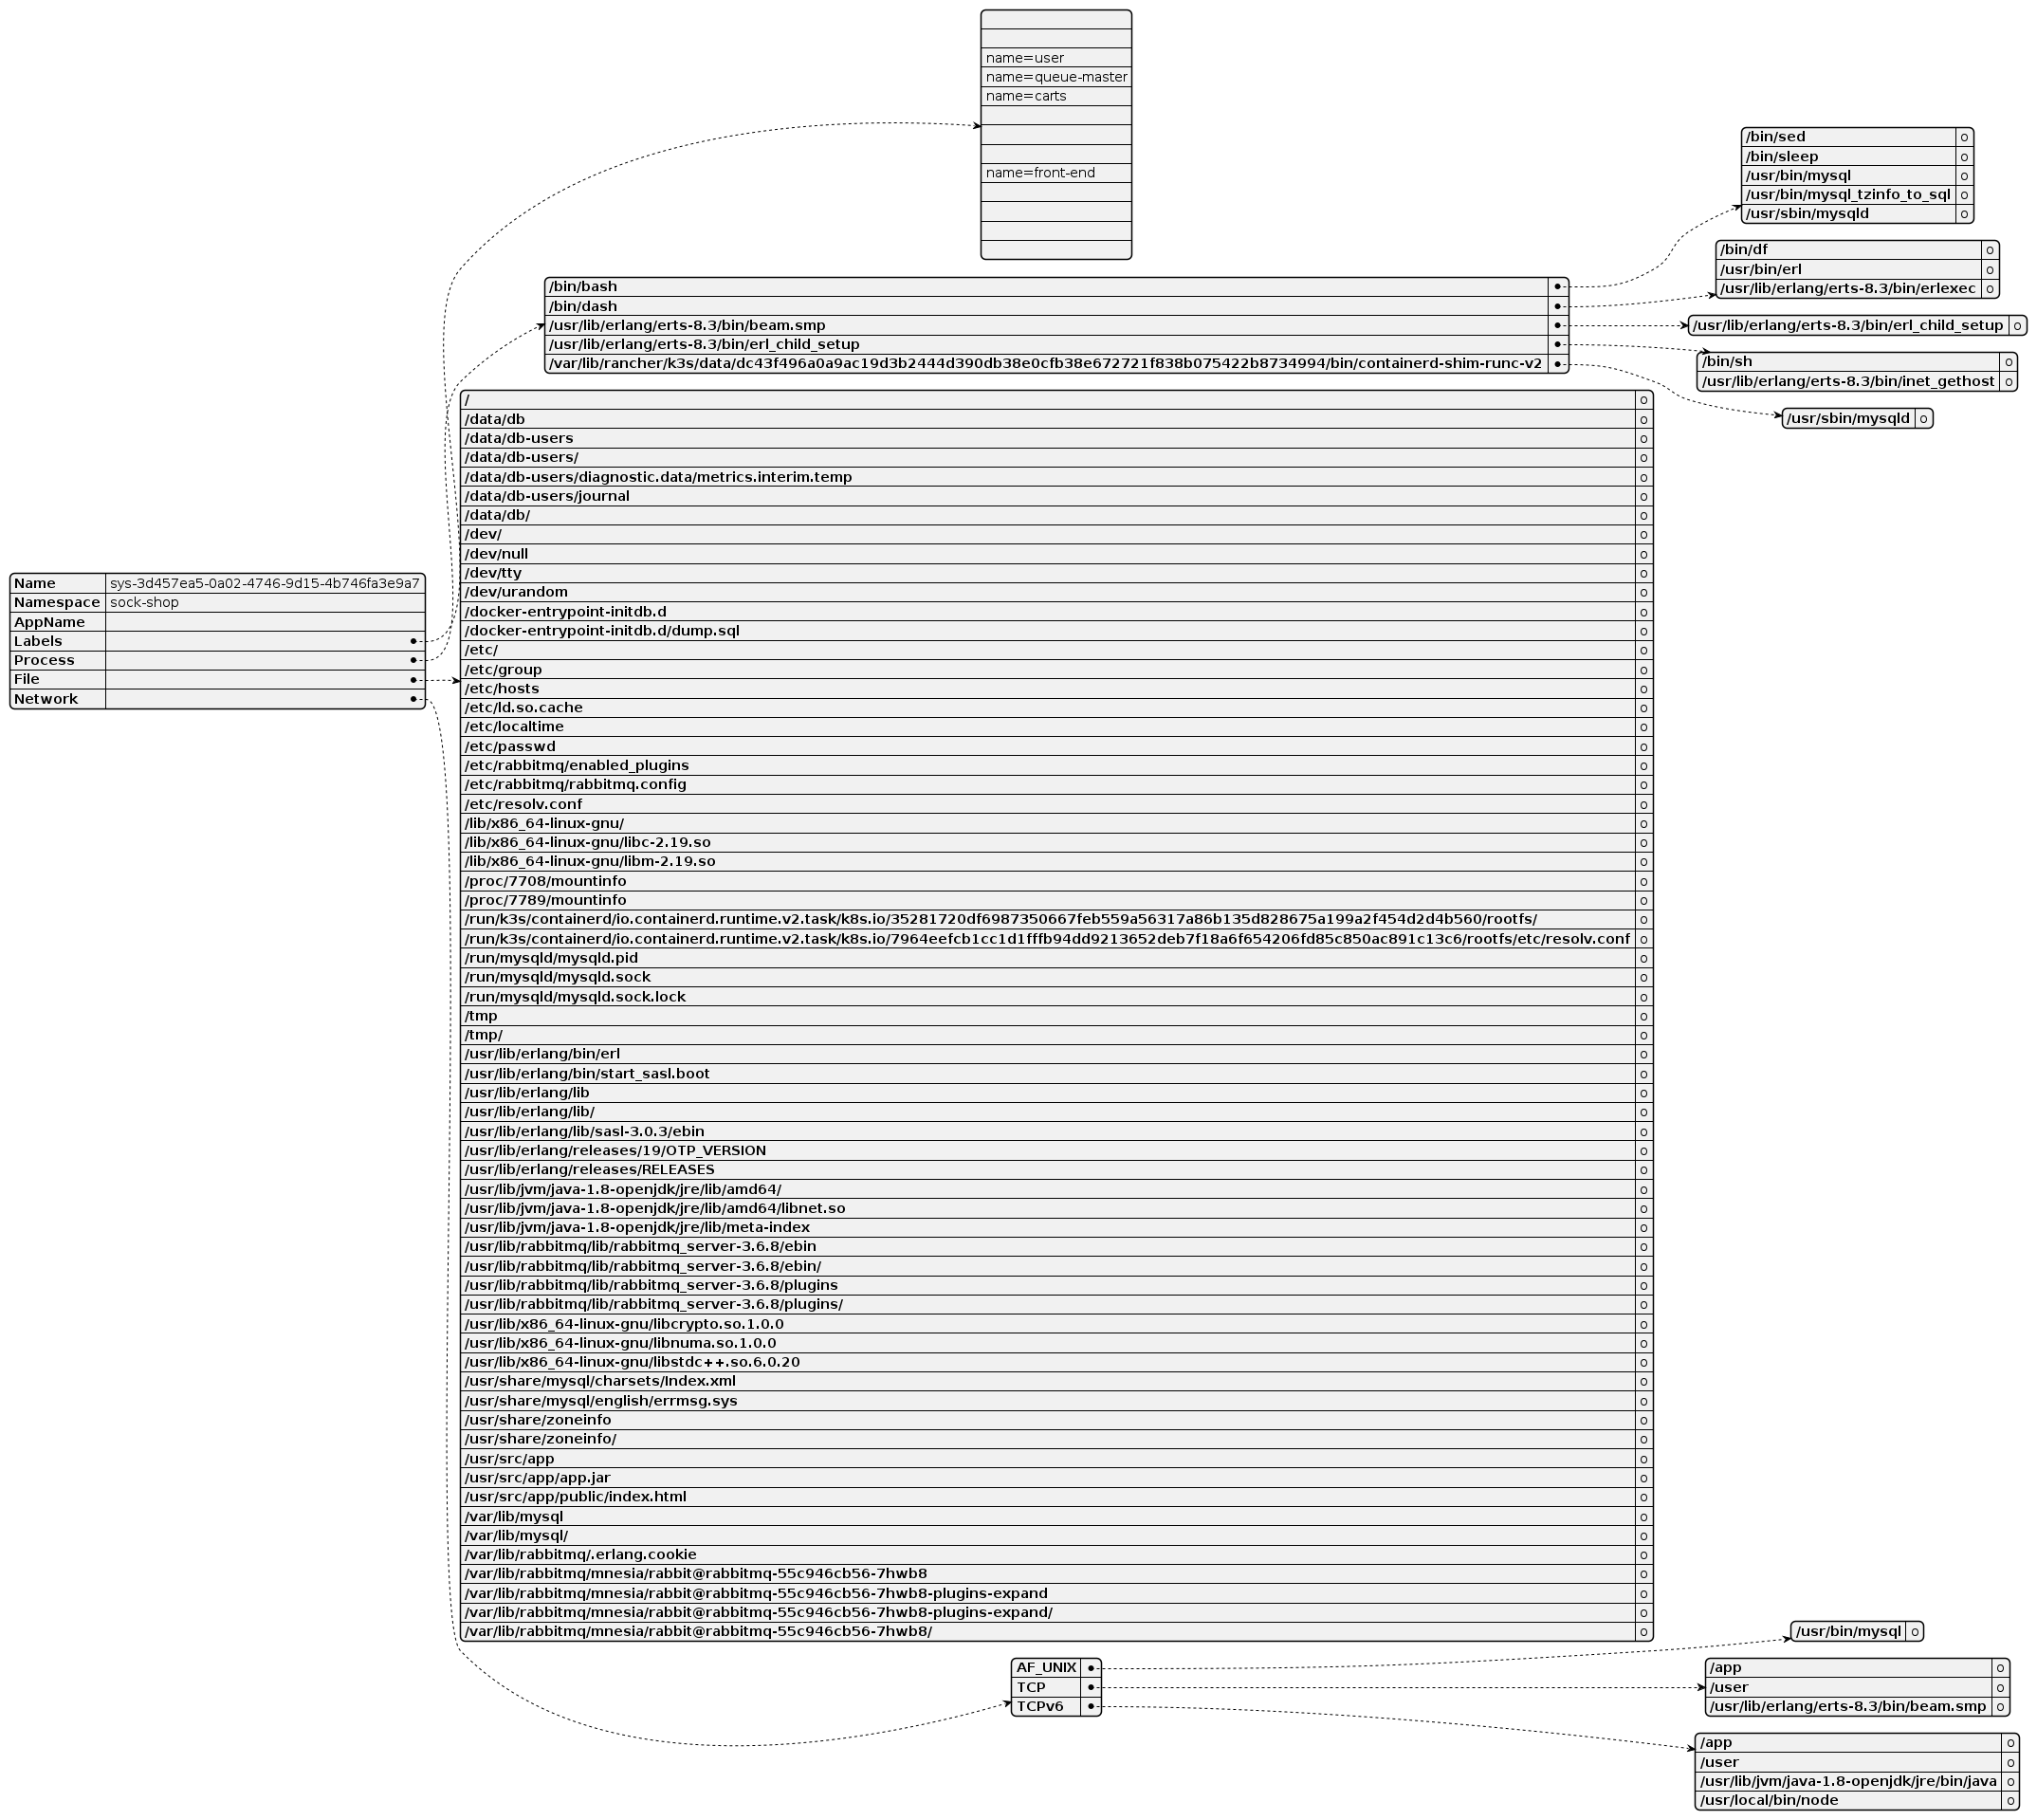 name=user
name=queue-master
name=carts
name=front-end
/bin/sed o
/bin/sleep o
/usr/bin/mysql o
/usr/bin/mysql_tzinfo_to_sql o
/usr/sbin/mysqld o
/bin/df o
/usr/bin/erl o
/usr/lib/erlang/erts-8.3/bin/erlexec o
/bin/bash
/bin/dash
/usr/lib/erlang/erts-8.3/bin/beam.smp
/usr/lib/erlang/erts-8.3/bin/erl_child_setup
/var/lib/rancher/k3s/data/dc43f496a0a9ac19d3b2444d390db38e0cfb38e672721f838b075422b8734994/bin/containerd-shim-runc-v2
/usr/lib/erlang/erts-8.3/bin/erl_child_setup o
/bin/sh o
/usr/lib/erlang/erts-8.3/bin/inet_gethost o
/usr/sbin/mysqld o
Name sys-3d457ea5-0a02-4746-9d15-4b746fa3e9a7
Namespace sock-shop
AppName
Labels
Process
File
Network
/ o
/data/db o
/data/db-users o
/data/db-users/ o
/data/db-users/diagnostic.data/metrics.interim.temp o
/data/db-users/journal o
/data/db/ o
/dev/ o
/dev/null o
/dev/tty o
/dev/urandom o
/docker-entrypoint-initdb.d o
/docker-entrypoint-initdb.d/dump.sql o
/etc/ o
/etc/group o
/etc/hosts o
/etc/ld.so.cache o
/etc/localtime o
/etc/passwd o
/etc/rabbitmq/enabled_plugins o
/etc/rabbitmq/rabbitmq.config o
/etc/resolv.conf o
/lib/x86_64-linux-gnu/ o
/lib/x86_64-linux-gnu/libc-2.19.so o
/lib/x86_64-linux-gnu/libm-2.19.so o
/proc/7708/mountinfo o
/proc/7789/mountinfo o
/run/k3s/containerd/io.containerd.runtime.v2.task/k8s.io/35281720df6987350667feb559a56317a86b135d828675a199a2f454d2d4b560/rootfs/ o
/run/k3s/containerd/io.containerd.runtime.v2.task/k8s.io/7964eefcb1cc1d1fffb94dd9213652deb7f18a6f654206fd85c850ac891c13c6/rootfs/etc/resolv.conf o
/run/mysqld/mysqld.pid o
/run/mysqld/mysqld.sock o
/run/mysqld/mysqld.sock.lock o
/tmp o
/tmp/ o
/usr/lib/erlang/bin/erl o
/usr/lib/erlang/bin/start_sasl.boot o
/usr/lib/erlang/lib o
/usr/lib/erlang/lib/ o
/usr/lib/erlang/lib/sasl-3.0.3/ebin o
/usr/lib/erlang/releases/19/OTP_VERSION o
/usr/lib/erlang/releases/RELEASES o
/usr/lib/jvm/java-1.8-openjdk/jre/lib/amd64/ o
/usr/lib/jvm/java-1.8-openjdk/jre/lib/amd64/libnet.so o
/usr/lib/jvm/java-1.8-openjdk/jre/lib/meta-index o
/usr/lib/rabbitmq/lib/rabbitmq_server-3.6.8/ebin o
/usr/lib/rabbitmq/lib/rabbitmq_server-3.6.8/ebin/ o
/usr/lib/rabbitmq/lib/rabbitmq_server-3.6.8/plugins o
/usr/lib/rabbitmq/lib/rabbitmq_server-3.6.8/plugins/ o
/usr/lib/x86_64-linux-gnu/libcrypto.so.1.0.0 o
/usr/lib/x86_64-linux-gnu/libnuma.so.1.0.0 o
/usr/lib/x86_64-linux-gnu/libstdc++.so.6.0.20 o
/usr/share/mysql/charsets/Index.xml o
/usr/share/mysql/english/errmsg.sys o
/usr/share/zoneinfo o
/usr/share/zoneinfo/ o
/usr/src/app o
/usr/src/app/app.jar o
/usr/src/app/public/index.html o
/var/lib/mysql o
/var/lib/mysql/ o
/var/lib/rabbitmq/.erlang.cookie o
/var/lib/rabbitmq/mnesia/rabbit@rabbitmq-55c946cb56-7hwb8 o
/var/lib/rabbitmq/mnesia/rabbit@rabbitmq-55c946cb56-7hwb8-plugins-expand o
/var/lib/rabbitmq/mnesia/rabbit@rabbitmq-55c946cb56-7hwb8-plugins-expand/ o
/var/lib/rabbitmq/mnesia/rabbit@rabbitmq-55c946cb56-7hwb8/ o
AF_UNIX
TCP
TCPv6
/usr/bin/mysql o
/app o
/user o
/usr/lib/erlang/erts-8.3/bin/beam.smp o
/app o
/user o
/usr/lib/jvm/java-1.8-openjdk/jre/bin/java o
/usr/local/bin/node o